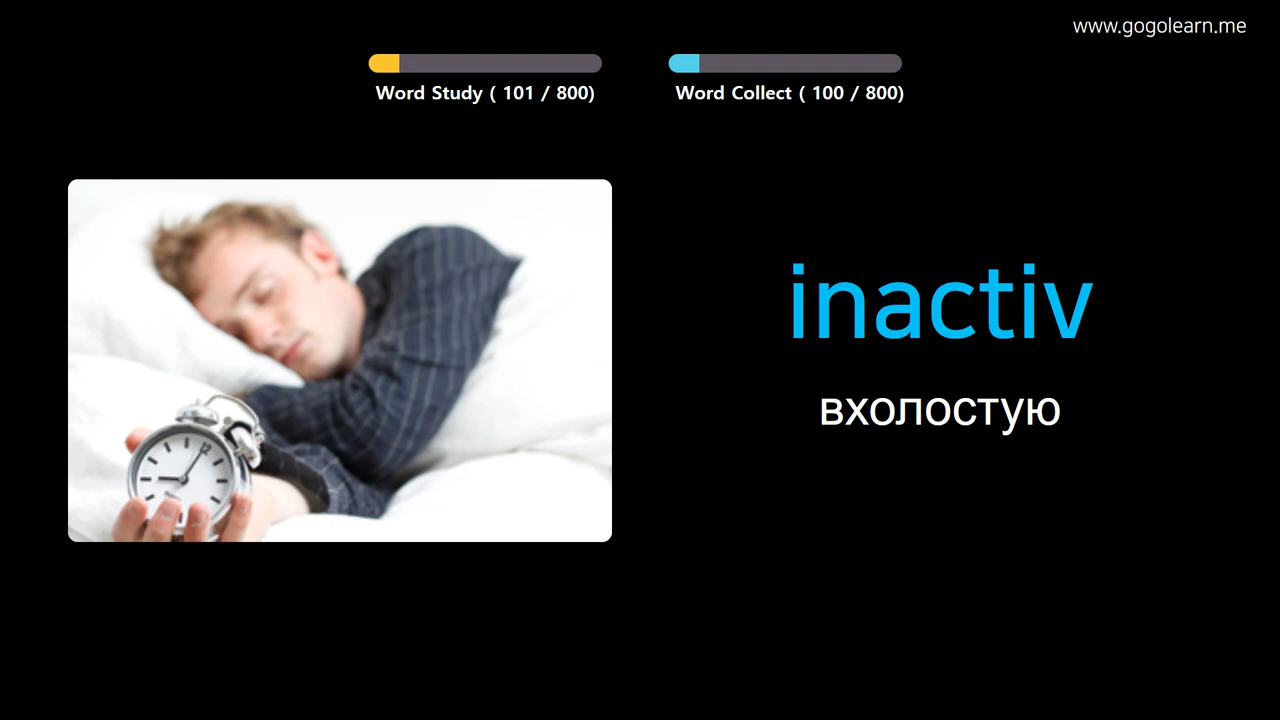 www.gogolearn.me
Word Study ( 101 / 800)
Word Collect ( 100 / 800)
inactiv
вхолостую